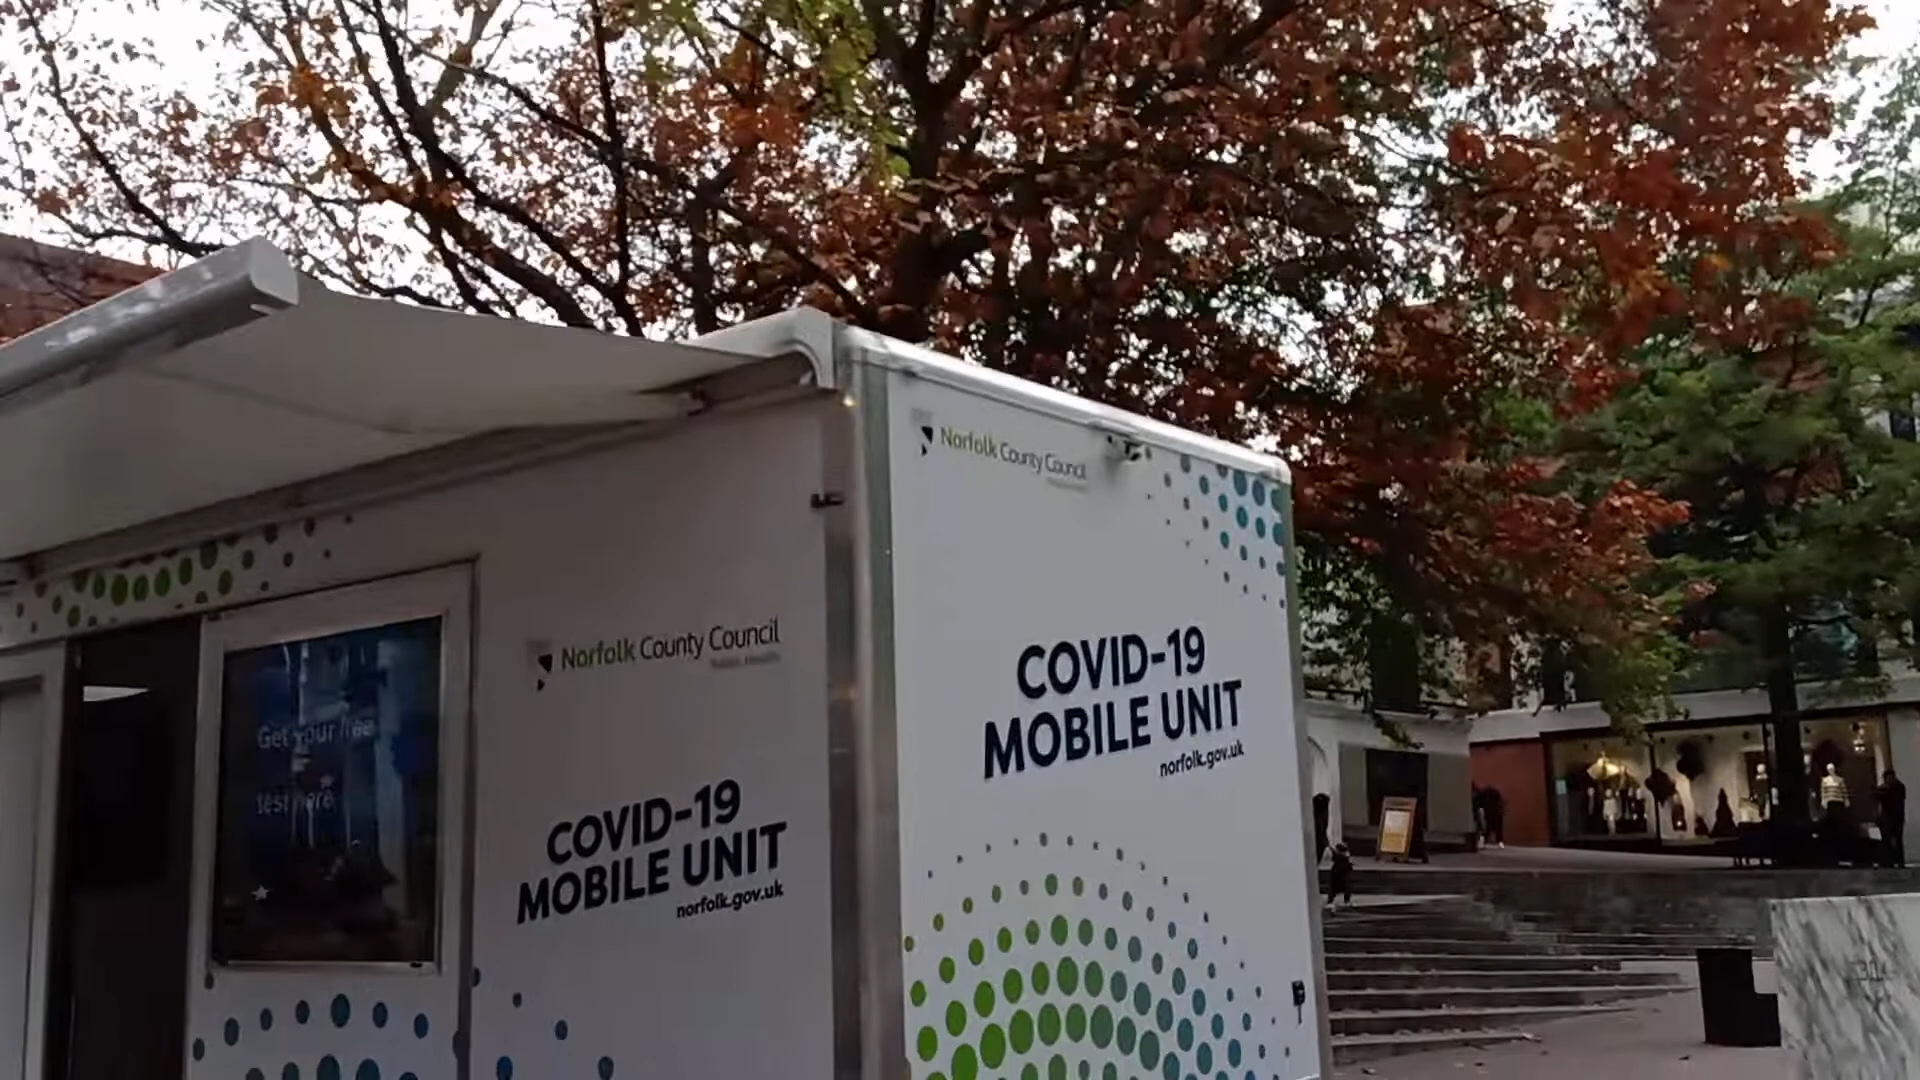 Norfolk County Council
COVID-19
MOBILE UNIT
norfolk.gov.uk
Get your free
test here
Norfolk County Council
COVID-19
MOBILE UNIT
norfolk.gov.uk